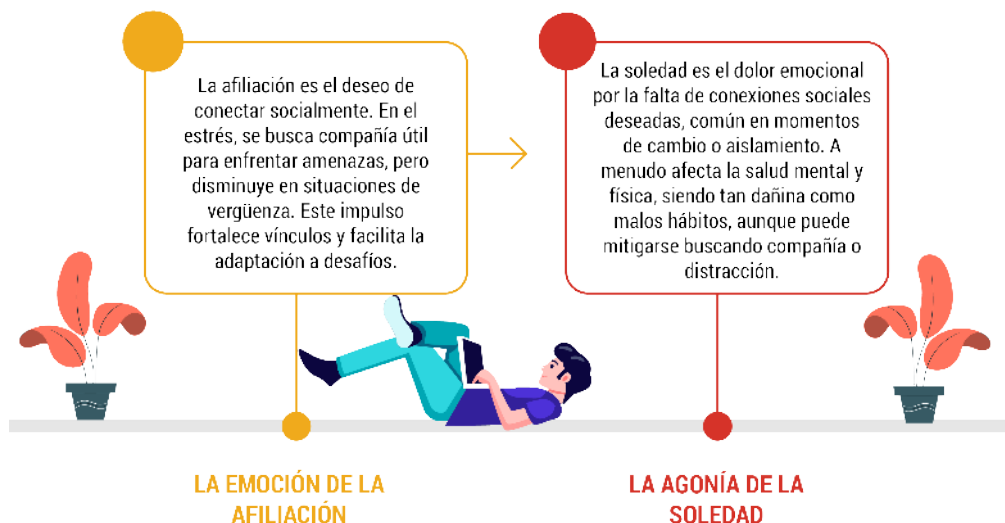 La afiliación es el deseo de
conectar socialmente. En el
estrés, se busca compañía útil
para enfrentar amenazas, pero
disminuye en situaciones de
vergüenza. Este impulso
fortalece vínculos y facilita la
adaptación a desafíos.
La soledad es el dolor emocional
por la falta de conexiones sociales
deseadas, común en momentos
de cambio o aislamiento. A
menudo afecta la salud mental y
física, siendo tan dañina como
malos hábitos, aunque puede
mitigarse buscando compañía o
distracción.
LA EMOCIÓN DE LA
AFILIACIÓN
LA AGONÍA DE LA
SOLEDAD